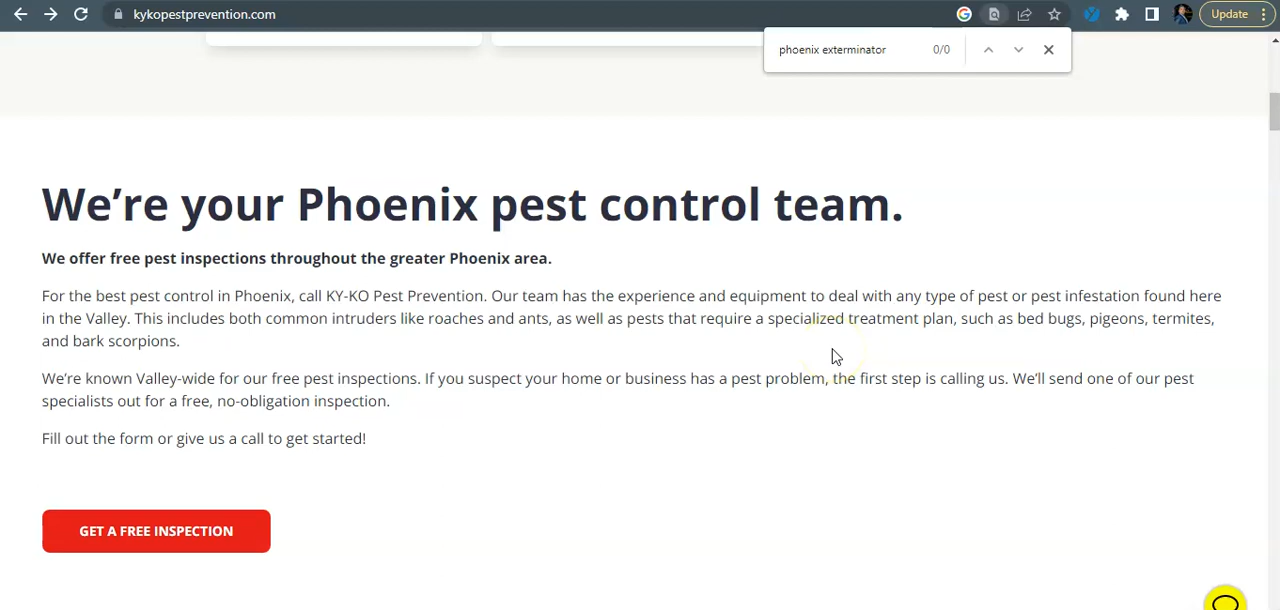 kykopestprevention.com
Update
phoenix exterminator 0/0
We’re your Phoenix pest control team.
We offer free pest inspections throughout the greater Phoenix area.
For the best pest control in Phoenix, call KY-KO Pest Prevention. Our team has the experience and equipment to deal with any type of pest or pest infestation found here
in the Valley. This includes both common intruders like roaches and ants, as well as pests that require a specialized treatment plan, such as bed bugs, pigeons, termites,
and bark scorpions.
We’re known Valley-wide for our free pest inspections. If you suspect your home or business has a pest problem, the first step is calling us. We’ll send one of our pest
specialists out for a free, no-obligation inspection.
Fill out the form or give us a call to get started!
GET A FREE INSPECTION